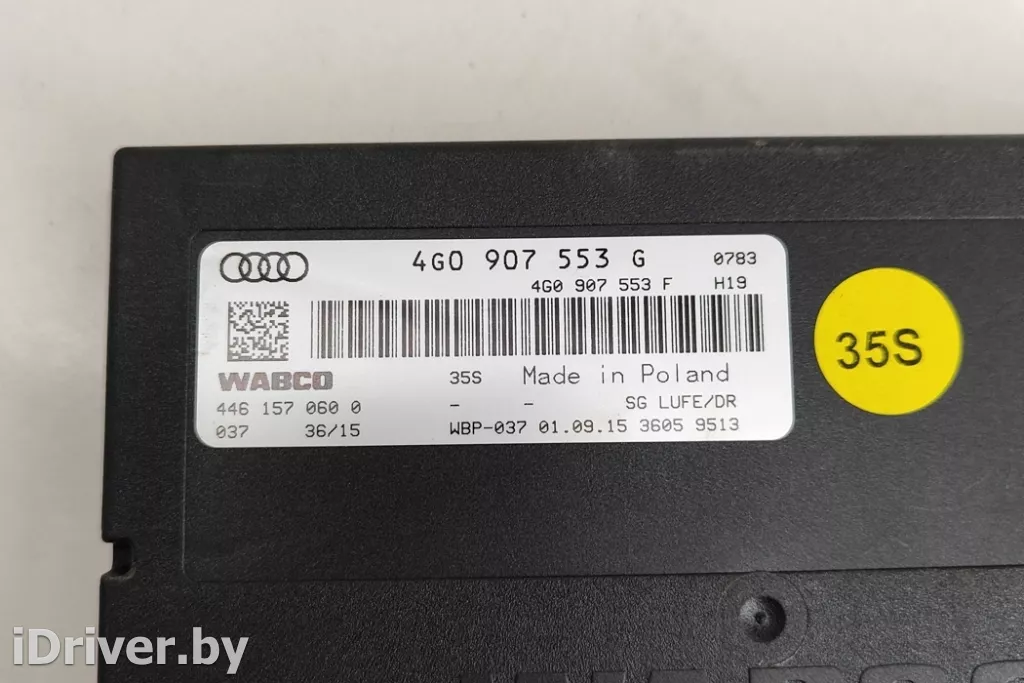 4G0 907 553 G 0783
4G0 907 553 F H19
WABCO 35S Made in Poland
446 157 060 0 - - SG LUFE/DR
037 36/15 WBP-037 01.09.15 3605 9513
35S
iDriver.by